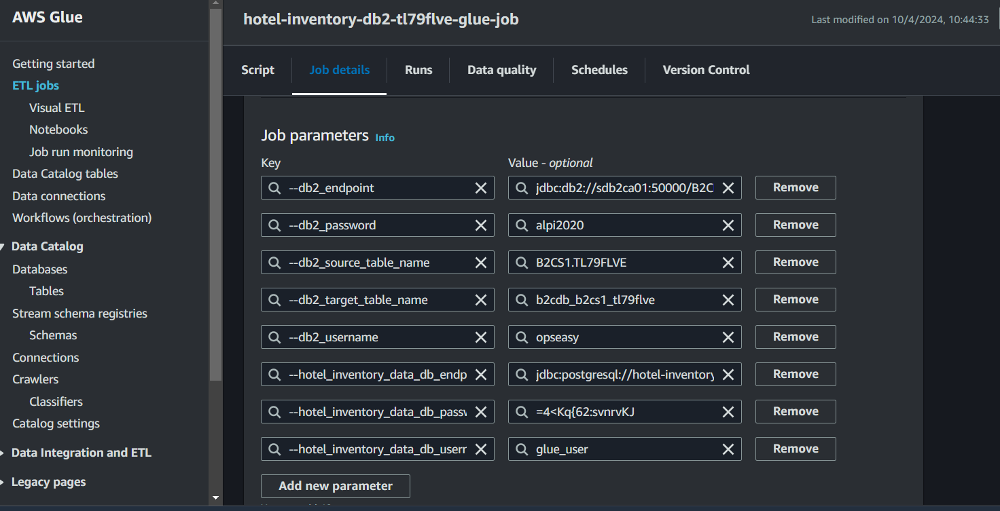 AWS Glue
Getting started
ETL jobs
Visual ETL
Notebooks
Job run monitoring
Data Catalog tables
Data connections
Workflows (orchestration)
Data Catalog
Databases
Tables
Stream schema registries
Schemas
Connections
Crawlers
Classifiers
Catalog settings
Data Integration and ETL
Legacy pages
hotel-inventory-db2-tl79flve-glue-job
Last modified on 10/4/2024, 10:44:33
Script Job details Runs Data quality Schedules Version Control
Job parameters Info
Key Value - optional
--db2_endpoint jdbc:db2://sdb2ca01:50000/B2C Remove
--db2_password alpi2020 Remove
--db2_source_table_name B2CS1.TL79FLVE Remove
--db2_target_table_name b2cdb_b2cs1_tl79flve Remove
--db2_username opseasy Remove
--hotel_inventory_data_db_endp jdbc:postgresql://hotel-inventory Remove
--hotel_inventory_data_db_passw =4<Kq{62:svnrvKJ Remove
--hotel_inventory_data_db_usern glue_user Remove
Add new parameter